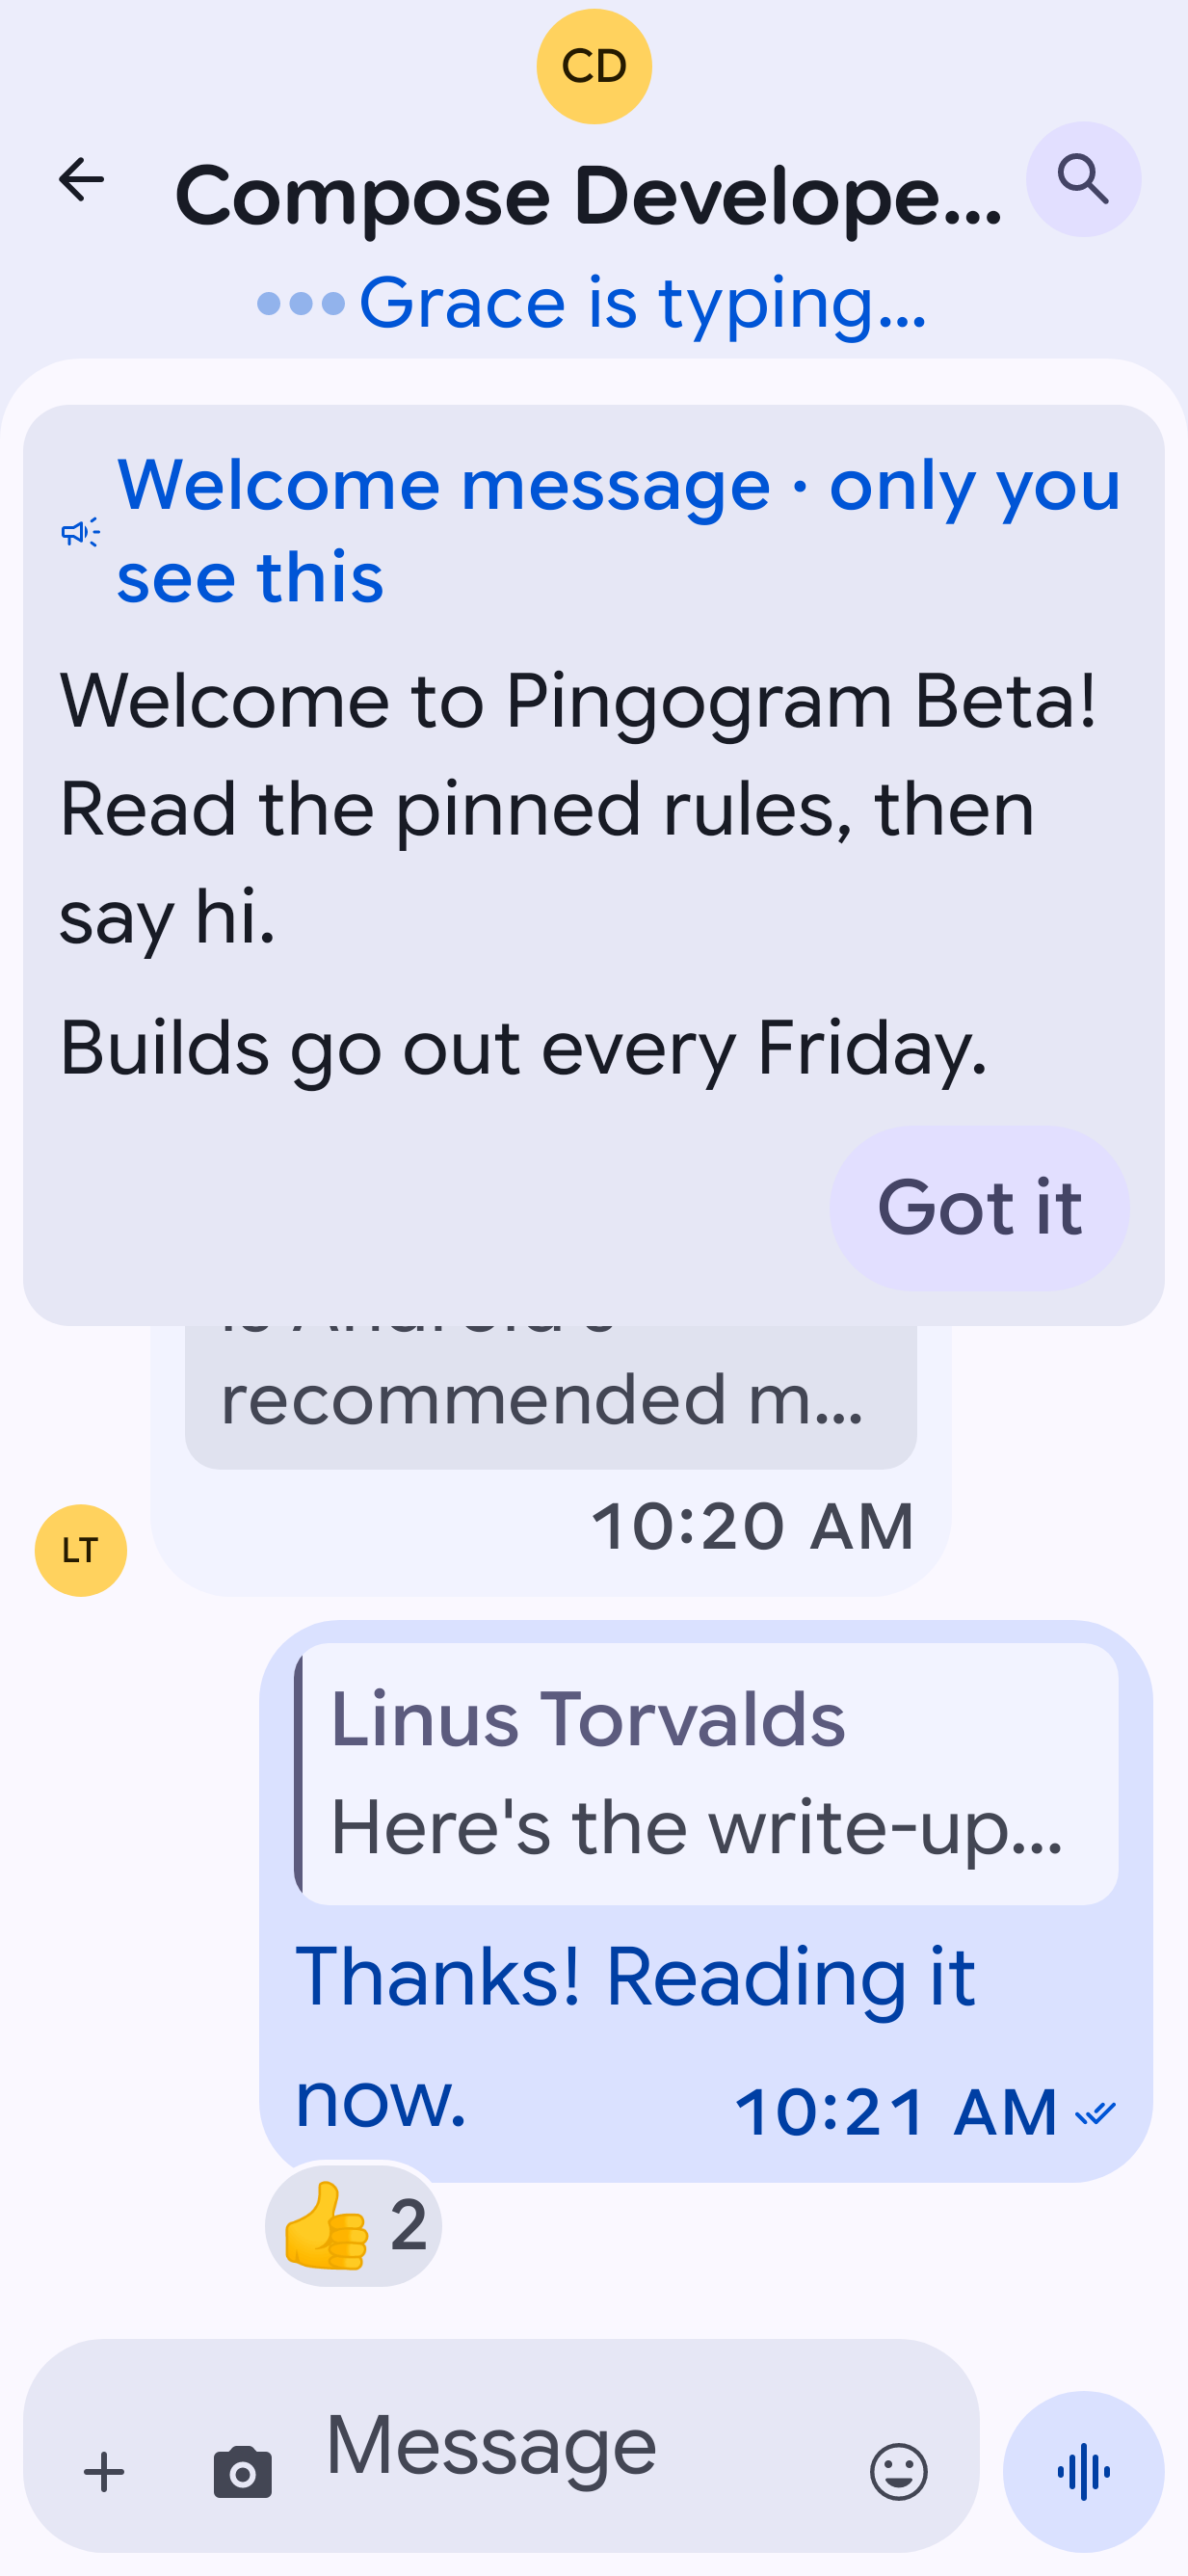 CD
Compose Develope...
Grace is typing...
Welcome message · only you
see this
Welcome to Pingogram Beta!
Read the pinned rules, then
say hi.
Builds go out every Friday.
Got it
recommended m...
10:20 AM
LT
Linus Torvalds
Here's the write-up...
Thanks! Reading it
now.
10:21 AM
👍 2
Message